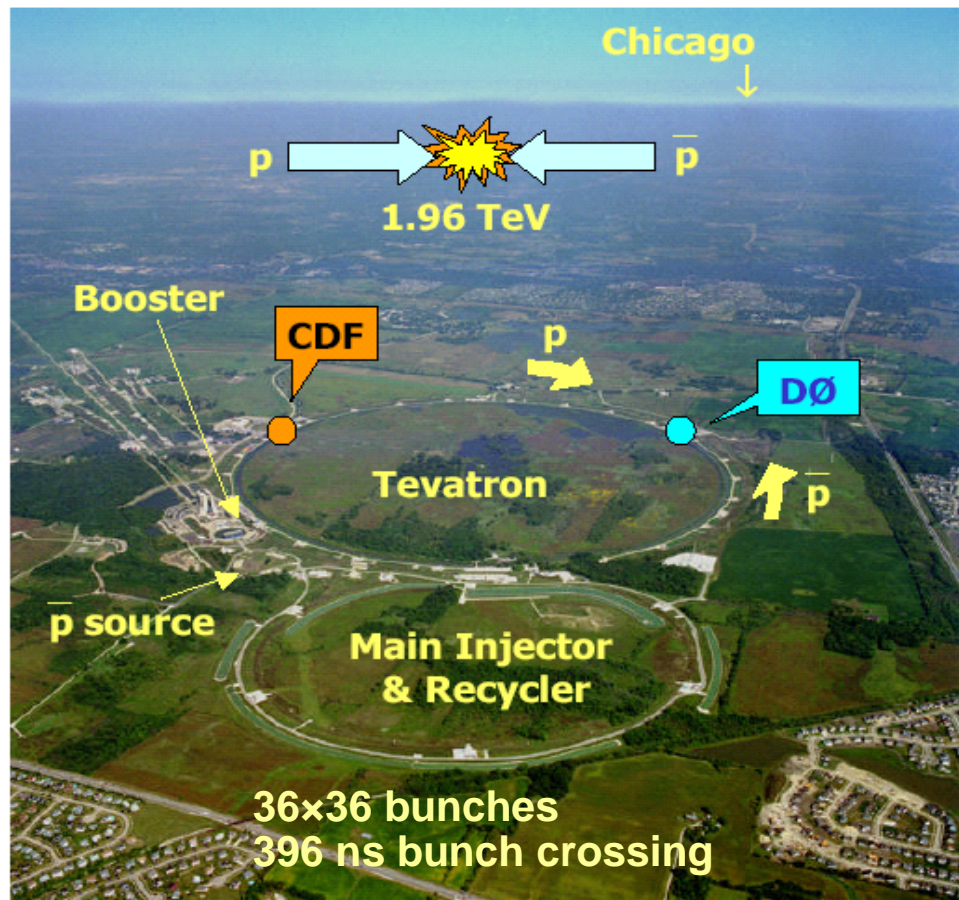 Chicago
↓
p p̅
1.96 TeV
Booster
CDF
p
DØ
Tevatron
p̅
p̅ source
Main Injector
& Recycler
36×36 bunches
396 ns bunch crossing